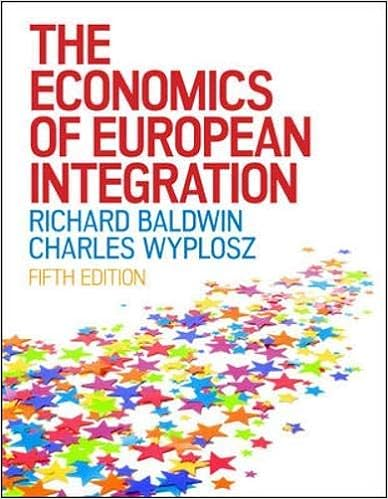 THE
ECONOMICS
OF EUROPEAN
INTEGRATION
RICHARD BALDWIN
CHARLES WYPLOSZ
FIFTH EDITION